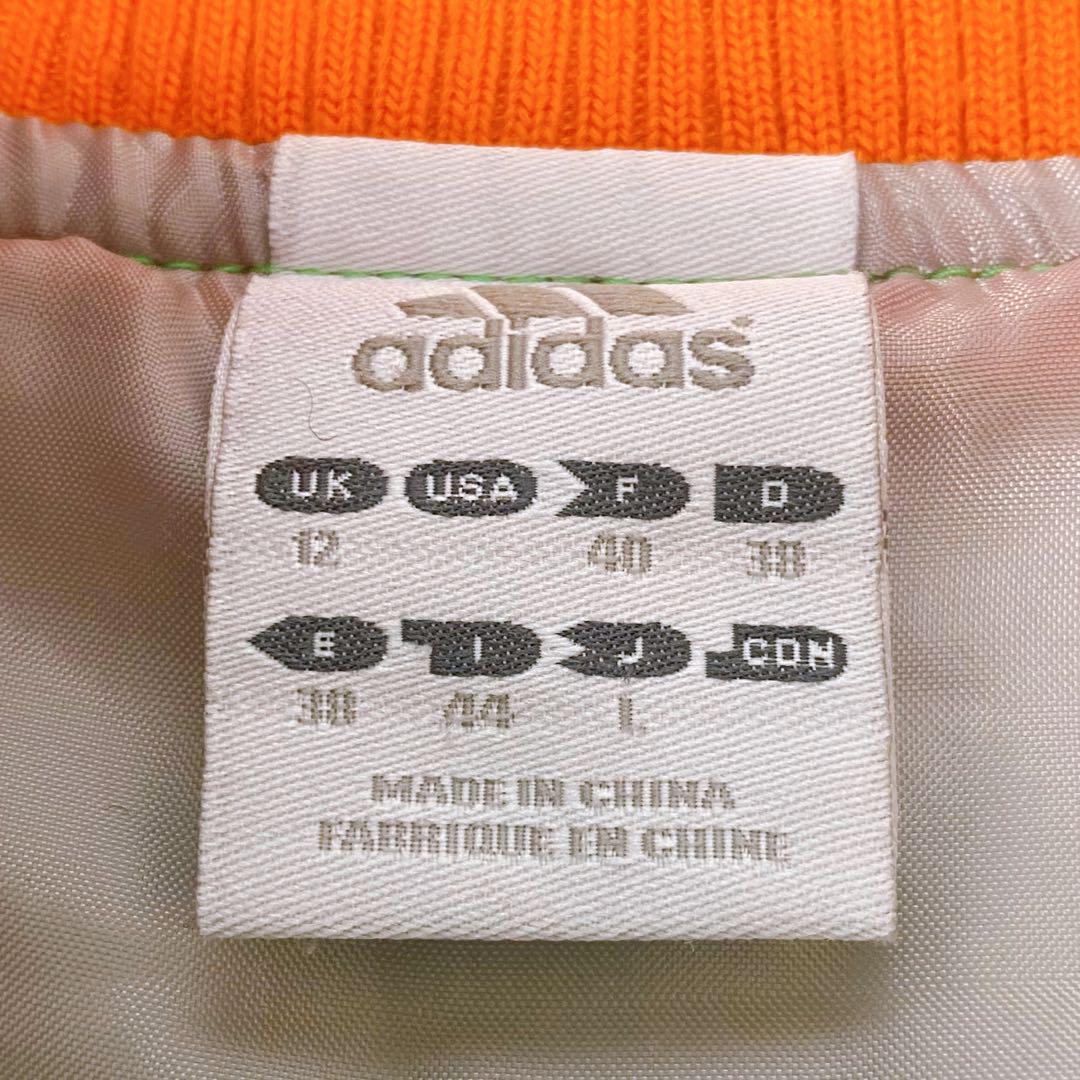 adidas
UK USA F D
12 40 38
E I J CDN
38 44 L
MADE IN CHINA
FABRIQUE EN CHINE